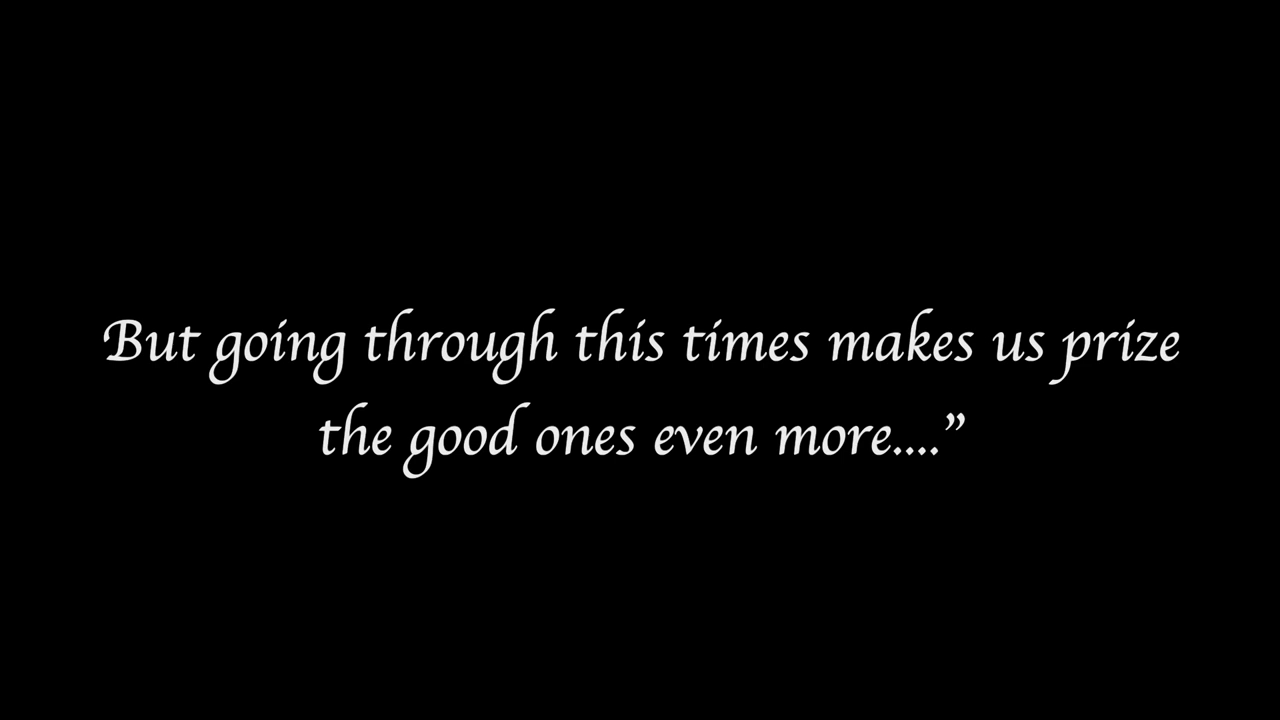 But going through this times makes us prize
the good ones even more....”